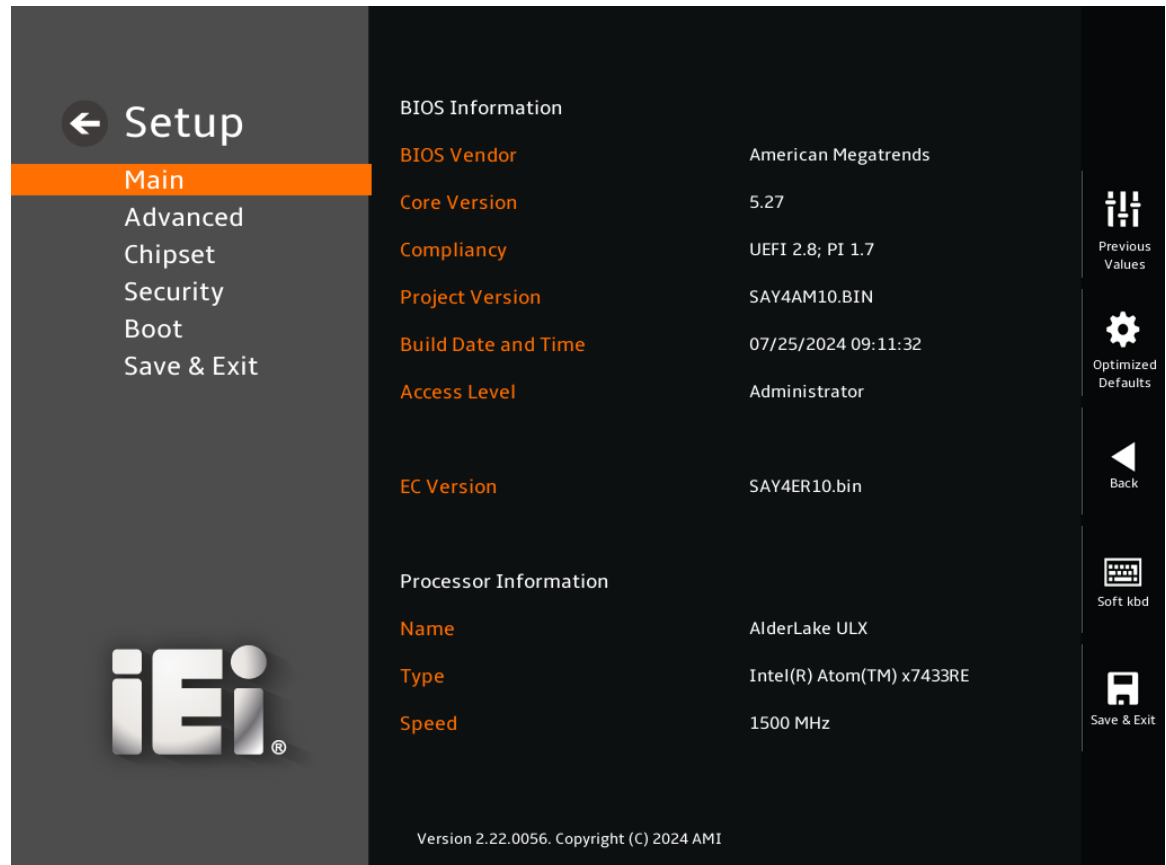 Setup
Main
Advanced
Chipset
Security
Boot
Save & Exit
iEi®
BIOS Information
BIOS Vendor American Megatrends
Core Version 5.27
Compliancy UEFI 2.8; PI 1.7
Project Version SAY4AM10.BIN
Build Date and Time 07/25/2024 09:11:32
Access Level Administrator
EC Version SAY4ER10.bin
Processor Information
Name AlderLake ULX
Type Intel(R) Atom(TM) x7433RE
Speed 1500 MHz
Version 2.22.0056. Copyright (C) 2024 AMI
Previous
Values
Optimized
Defaults
Back
Soft kbd
Save & Exit